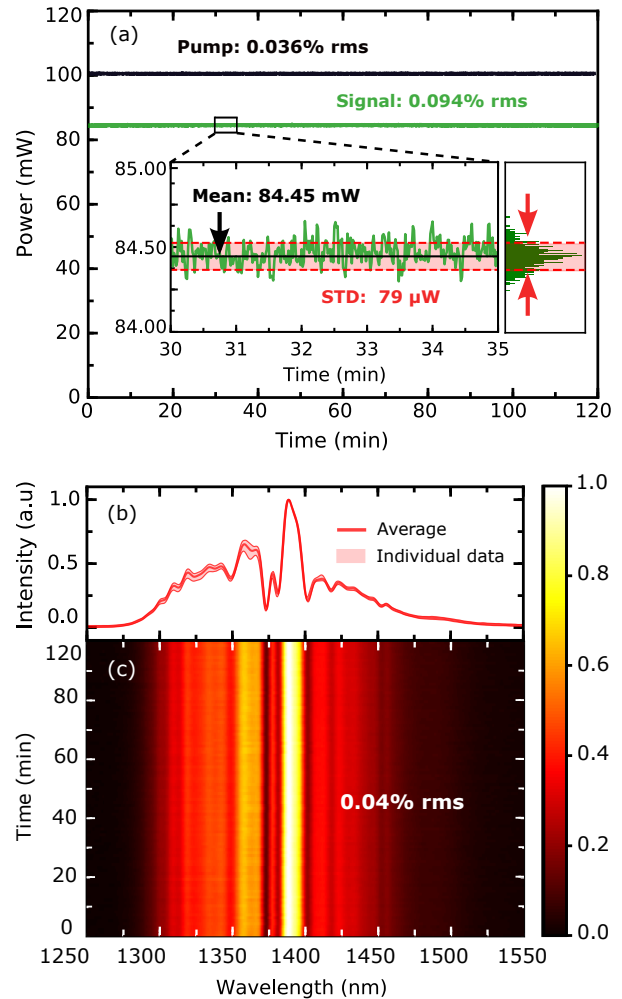 120
(a)
Pump: 0.036% rms
100
Signal: 0.094% rms
80
85.00
Mean: 84.45 mW
Power (mW)
60
84.50
40
STD: 79 µW
84.00
20
30 31 32 33 34 35
Time (min)
0
0 20 40 60 80 100 120
Time (min)
(b)
1.0
Average
Individual data
0.5
0.0
Intensity (a.u)
1.0
0.8
0.6
0.4
0.2
0.0
(c)
120
80
60
40
20
0
Time (min)
0.04% rms
1250 1300 1350 1400 1450 1500 1550
Wavelength (nm)